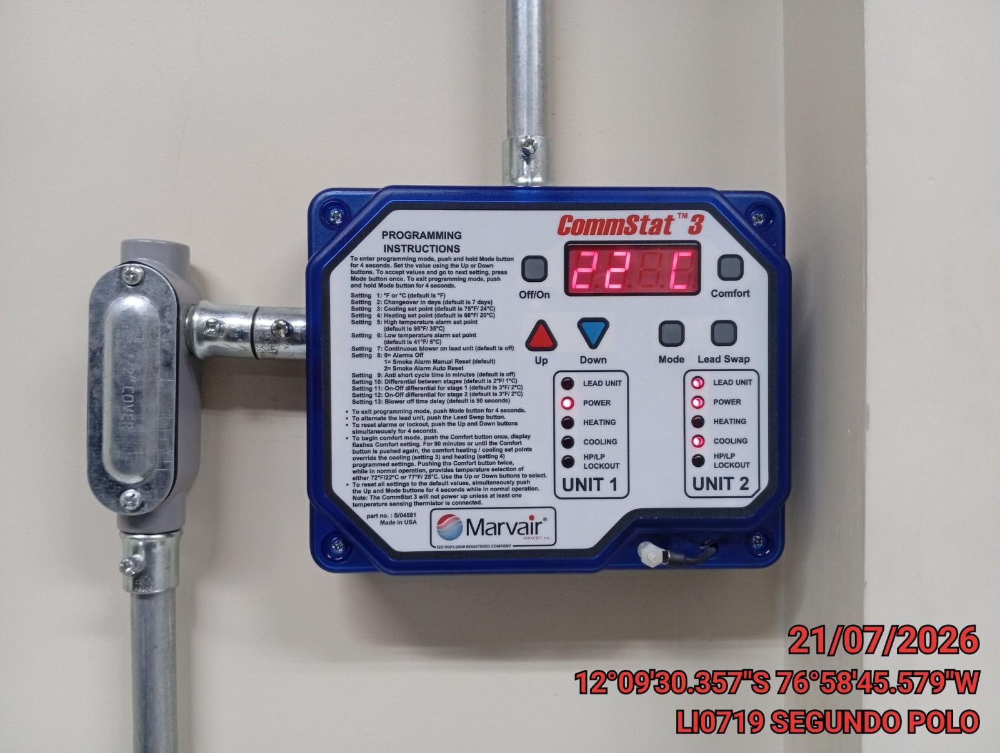 1/2" COVER
PROGRAMMING
INSTRUCTIONS
To enter programming mode, push and hold Mode button
for 4 seconds. Set the value using the Up or Down
buttons. To accept values and go to next setting, press
Mode button once. To exit programming mode, push
and hold Mode button for 4 seconds.
Setting 1: °F or °C (default is °F)
Setting 2: Changeover in days (default is 7 days)
Setting 3: Cooling set point (default is 75°F/ 24°C)
Setting 4: Heating set point (default is 68°F/ 20°C)
Setting 5: High temperature alarm set point
(default is 95°F/ 35°C)
Setting 6: Low temperature alarm set point
(default is 41°F/ 5°C)
Setting 7: Continuous blower on lead unit (default is off)
Setting 8: 0= Alarms Off
1= Smoke Alarm Manual Reset (default)
2= Smoke Alarm Auto Reset
Setting 9: Anti short cycle time in minutes (default is off)
Setting 10: Differential between stages (default is 2°F/ 1°C)
Setting 11: On-Off differential for stage 1 (default is 3°F/ 2°C)
Setting 12: On-Off differential for stage 2 (default is 3°F/ 2°C)
Setting 13: Blower off time delay (default is 90 seconds)
• To exit programming mode, push Mode button for 4 seconds.
• To alternate the lead unit, push the Lead Swap button.
• To reset alarms or lockout, push the Up and Down buttons
simultaneously for 4 seconds.
• To begin comfort mode, push the Comfort button once, display
flashes Comfort setting. For 90 minutes or until the Comfort
button is pushed again, the comfort heating / cooling set points
override the cooling (setting 3) and heating (setting 4)
programmed settings. Pushing the Comfort button twice,
while in normal operation, provides temperature selection of
either 72°F/22°C or 77°F/ 25°C. Use the Up or Down buttons to select.
• To reset all settings to the default values, simultaneously push
the Up and Mode buttons for 4 seconds while in normal operation.
Note: The CommStat 3 will not power up unless at least one
temperature sensing thermistor is connected.
part no. : S/04581
Made in USA
Marvair®
AIRXCEL™, Inc.
ISO 9001:2008 REGISTERED COMPANY
CommStat™ 3
22 C
Off/On
Comfort
Up
Down
Mode
Lead Swap
LEAD UNIT
POWER
HEATING
COOLING
HP/LP
LOCKOUT
UNIT 1
LEAD UNIT
POWER
HEATING
COOLING
HP/LP
LOCKOUT
UNIT 2
21/07/2026
12°09'30.357"S 76°58'45.579"W
LI0719 SEGUNDO POLO